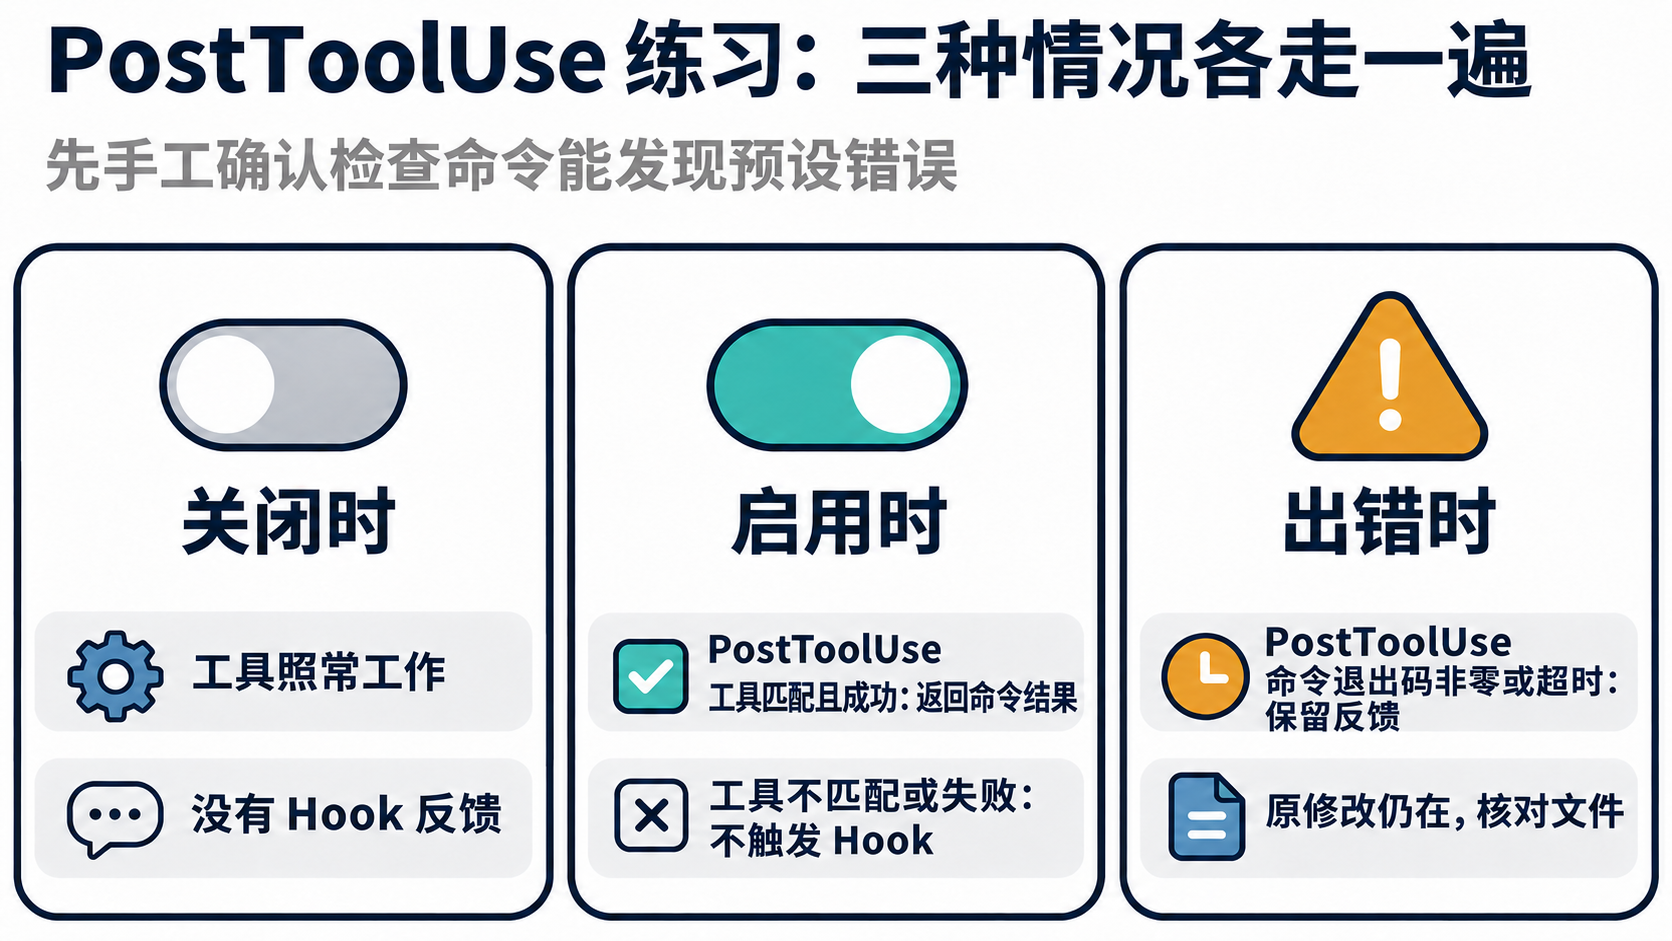 PostToolUse 练习：三种情况各走一遍
先手工确认检查命令能发现预设错误
关闭时
工具照常工作
没有 Hook 反馈
启用时
PostToolUse
工具匹配且成功：返回命令结果
工具不匹配或失败：
不触发 Hook
出错时
PostToolUse
命令退出码非零或超时：
保留反馈
原修改仍在，核对文件